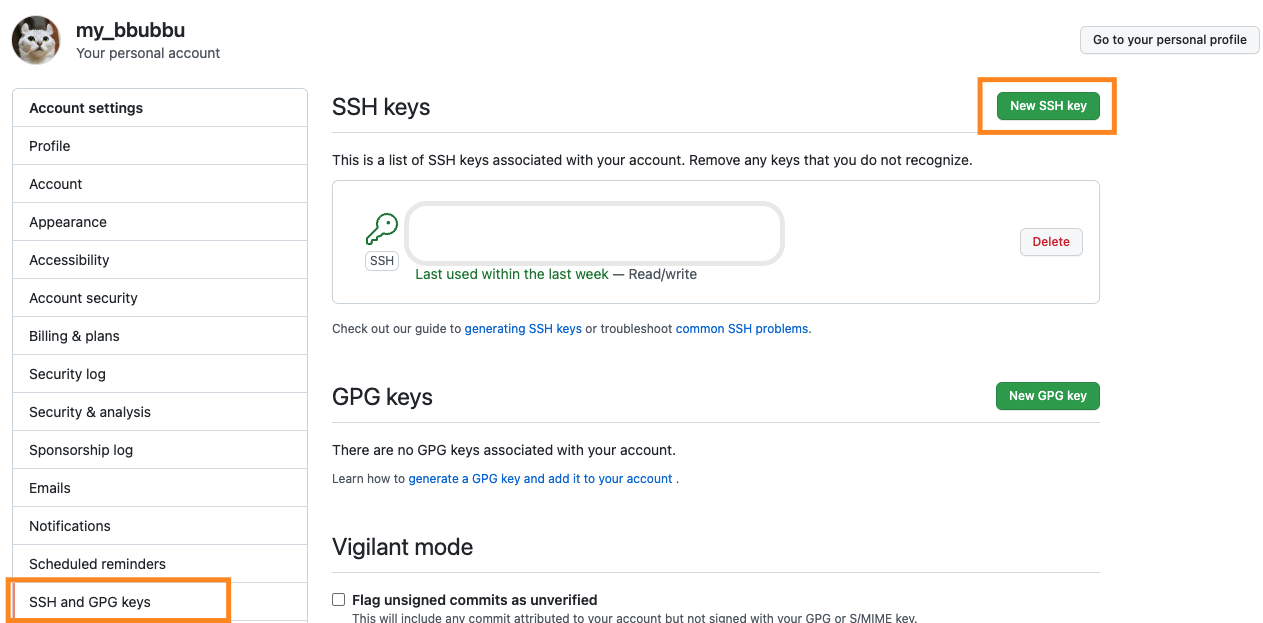 my_bbubbu
Your personal account
Go to your personal profile
Account settings
Profile
Account
Appearance
Accessibility
Account security
Billing & plans
Security log
Security & analysis
Sponsorship log
Emails
Notifications
Scheduled reminders
SSH and GPG keys
SSH keys
New SSH key
This is a list of SSH keys associated with your account. Remove any keys that you do not recognize.
SSH
Last used within the last week — Read/write
Delete
Check out our guide to generating SSH keys or troubleshoot common SSH problems.
GPG keys
New GPG key
There are no GPG keys associated with your account.
Learn how to generate a GPG key and add it to your account .
Vigilant mode
Flag unsigned commits as unverified
This will include any commit attributed to your account but not signed with your GPG or S/MIME key.